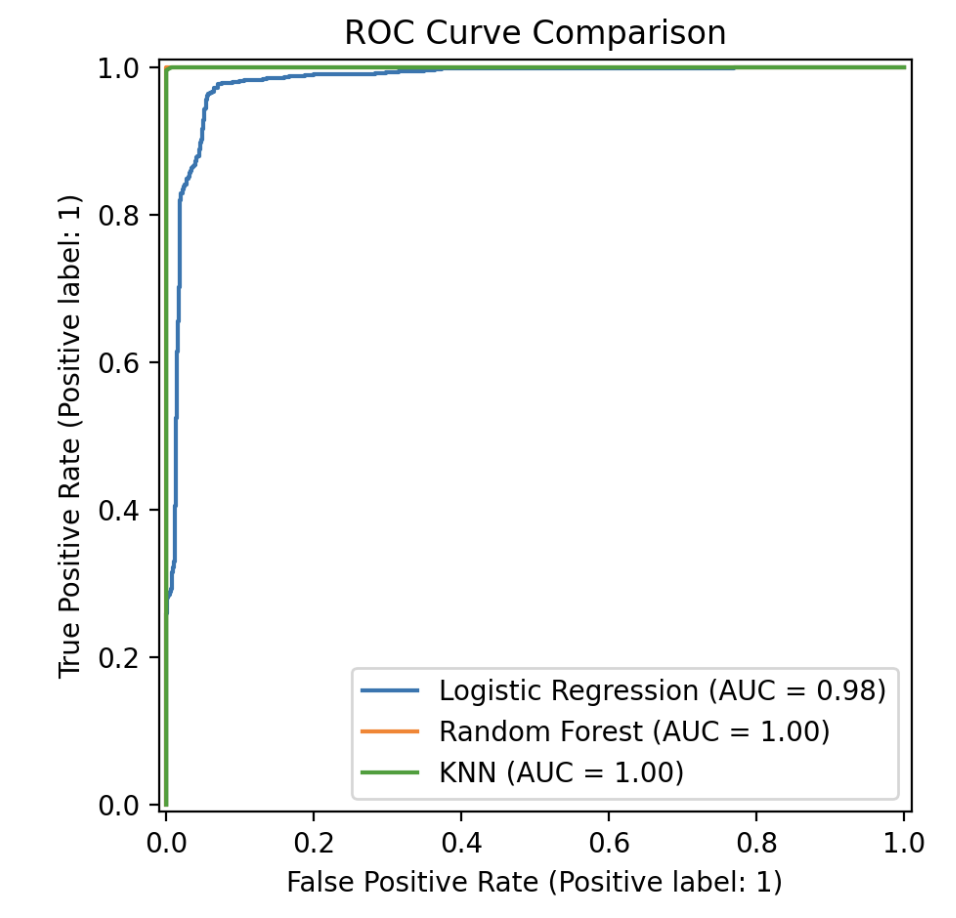 ROC Curve Comparison
1.0
0.8
0.6
0.4
0.2
0.0
True Positive Rate (Positive label: 1)
Logistic Regression (AUC = 0.98)
Random Forest (AUC = 1.00)
KNN (AUC = 1.00)
0.0 0.2 0.4 0.6 0.8 1.0
False Positive Rate (Positive label: 1)